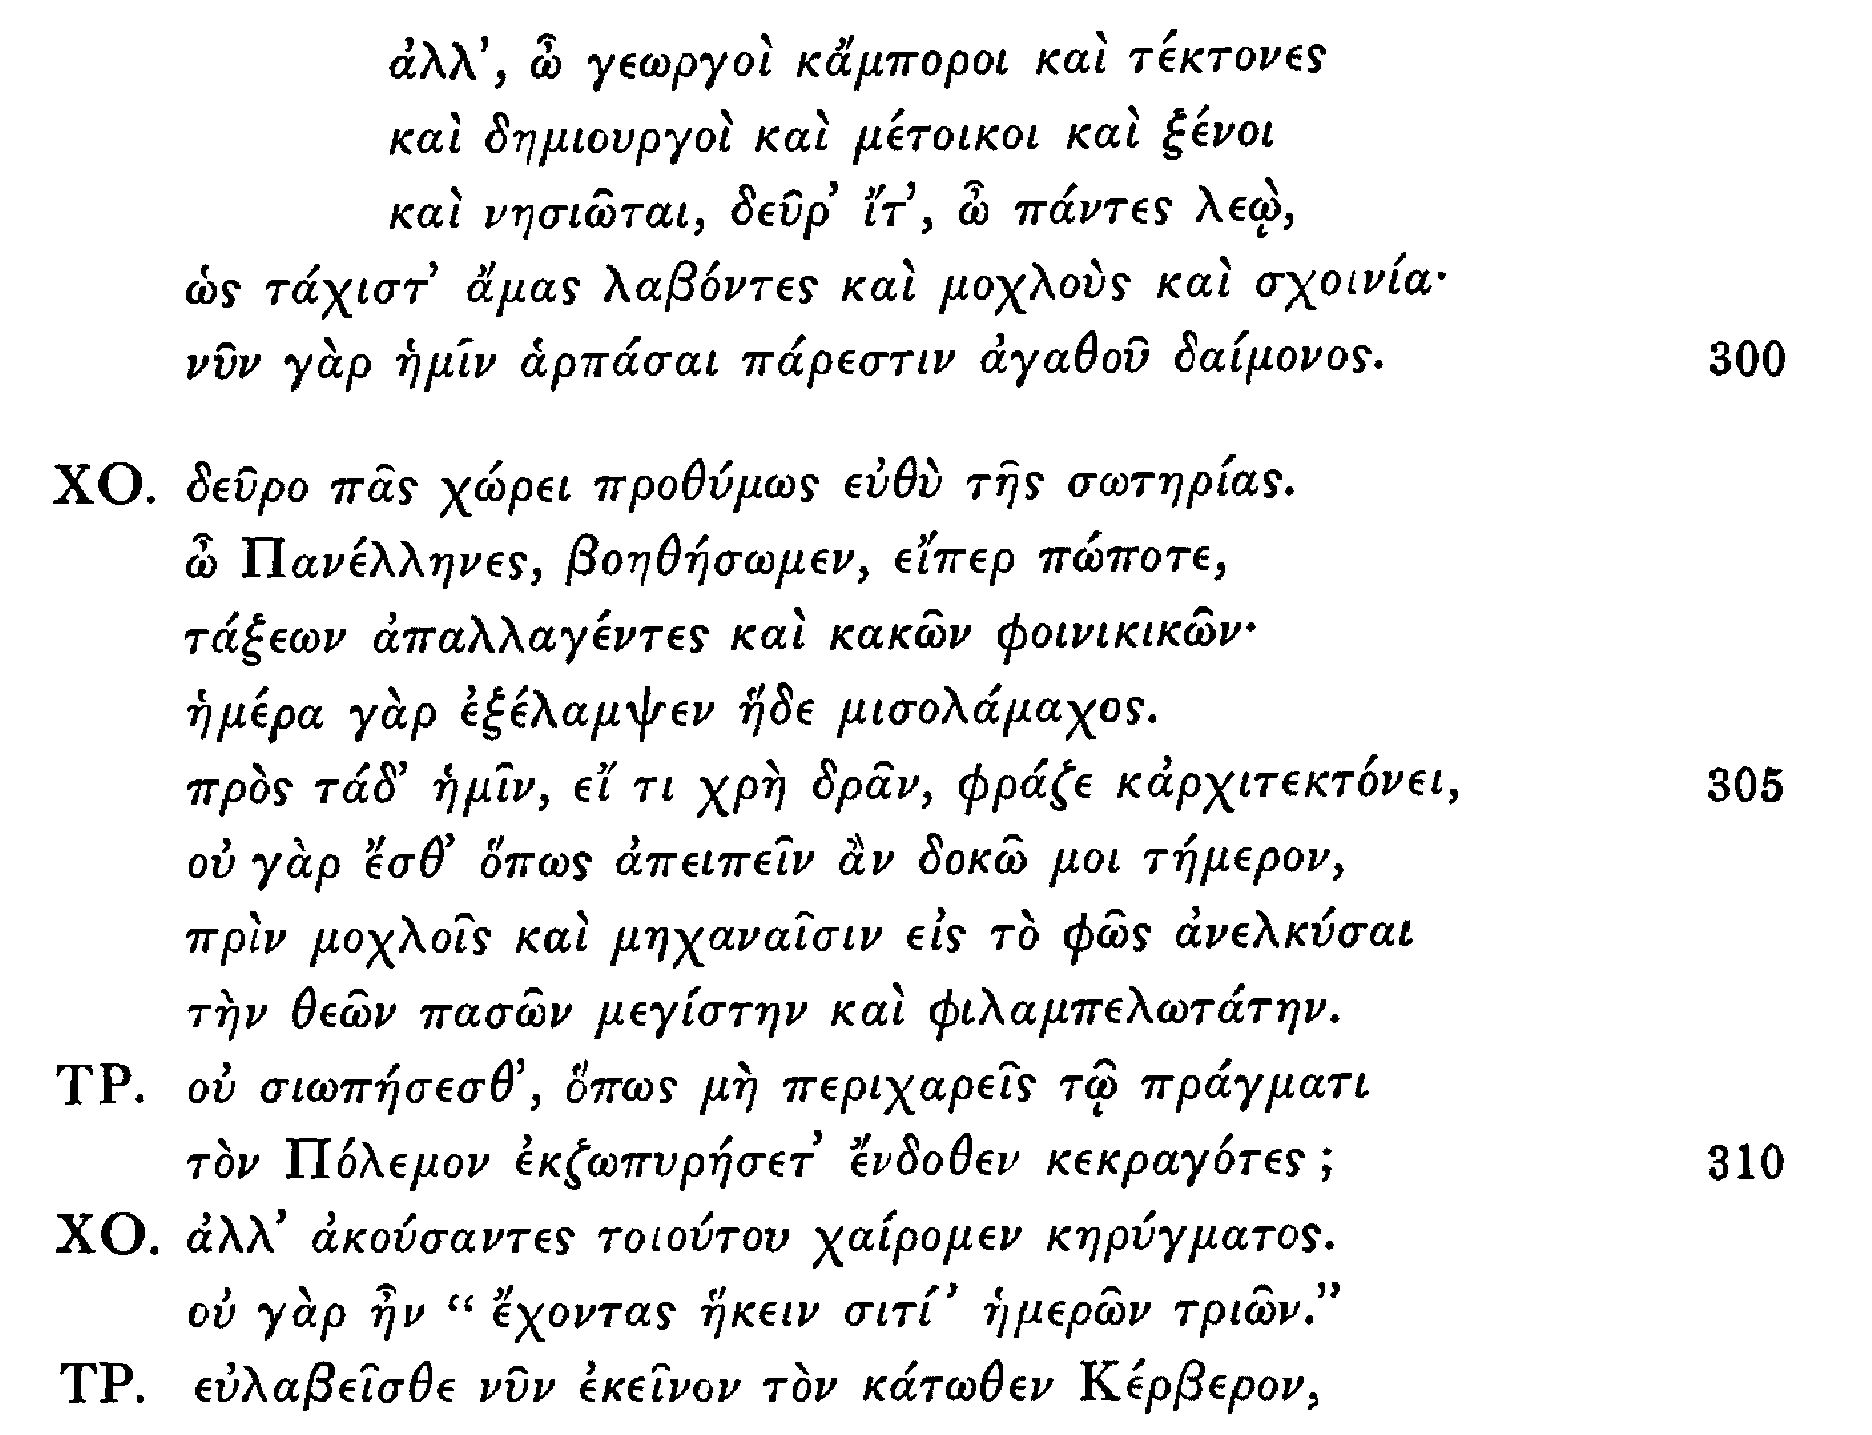 ἀλλ’, ὦ γεωργοὶ κἄμποροι καὶ τέκτονες
καὶ δημιουργοὶ καὶ μέτοικοι καὶ ξένοι
καὶ νησιῶται, δεῦρ’ ἴτ’, ὦ πάντες λεῴ,
ὡς τάχιστ’ ἄμας λαβόντες καὶ μοχλοὺς καὶ σχοινία·
νῦν γὰρ ἡμῖν ἁρπάσαι πάρεστιν ἀγαθοῦ δαίμονος. 300
ΧΟ. δεῦρο πᾶς χώρει προθύμως εὐθὺ τῆς σωτηρίας.
ὦ Πανέλληνες, βοηθήσωμεν, εἴπερ πώποτε,
τάξεων ἀπαλλαγέντες καὶ κακῶν φοινικικῶν·
ἡμέρα γὰρ ἐξέλαμψεν ἥδε μισολάμαχος.
πρὸς τάδ’ ἡμῖν, εἴ τι χρὴ δρᾶν, φράζε κἀρχιτεκτόνει, 305
οὐ γὰρ ἔσθ’ ὅπως ἀπειπεῖν ἂν δοκῶ μοι τήμερον,
πρὶν μοχλοῖς καὶ μηχαναῖσιν εἰς τὸ φῶς ἀνελκύσαι
τὴν θεῶν πασῶν μεγίστην καὶ φιλαμπελωτάτην.
ΤΡ. οὐ σιωπήσεσθ’, ὅπως μὴ περιχαρεῖς τῷ πράγματι
τὸν Πόλεμον ἐκζωπυρήσετ’ ἔνδοθεν κεκραγότες; 310
ΧΟ. ἀλλ’ ἀκούσαντες τοιούτου χαίρομεν κηρύγματος.
οὐ γὰρ ἦν “ ἔχοντας ἥκειν σιτί’ ἡμερῶν τριῶν.”
ΤΡ. εὐλαβεῖσθε νῦν ἐκεῖνον τὸν κάτωθεν Κέρβερον,